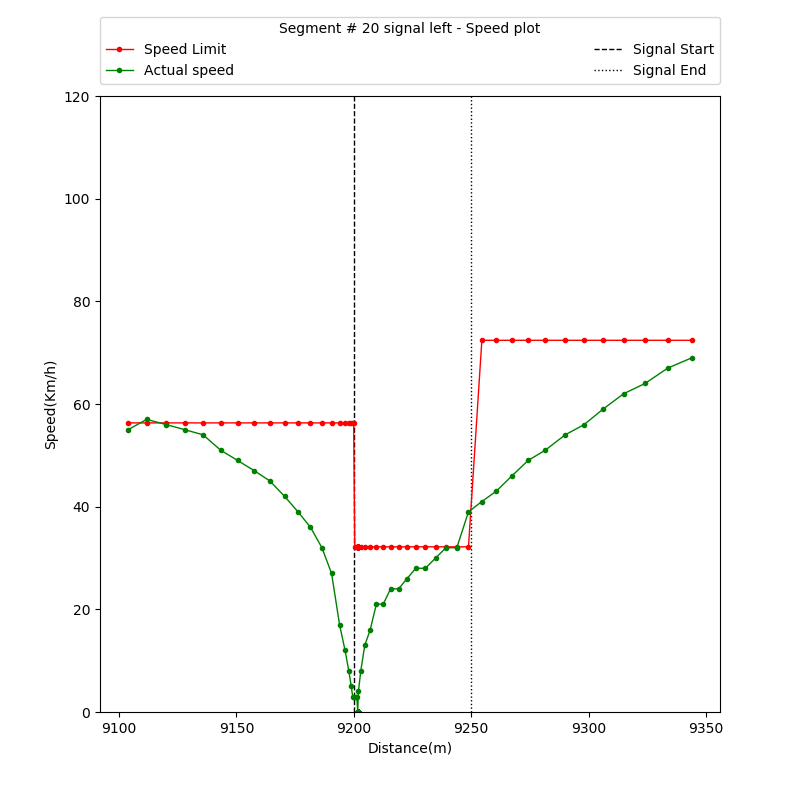 Segment # 20 signal left - Speed plot
Speed Limit
Actual speed
Signal Start
Signal End
120
100
80
60
40
20
0
Speed(Km/h)
9100
9150
9200
9250
9300
9350
Distance(m)